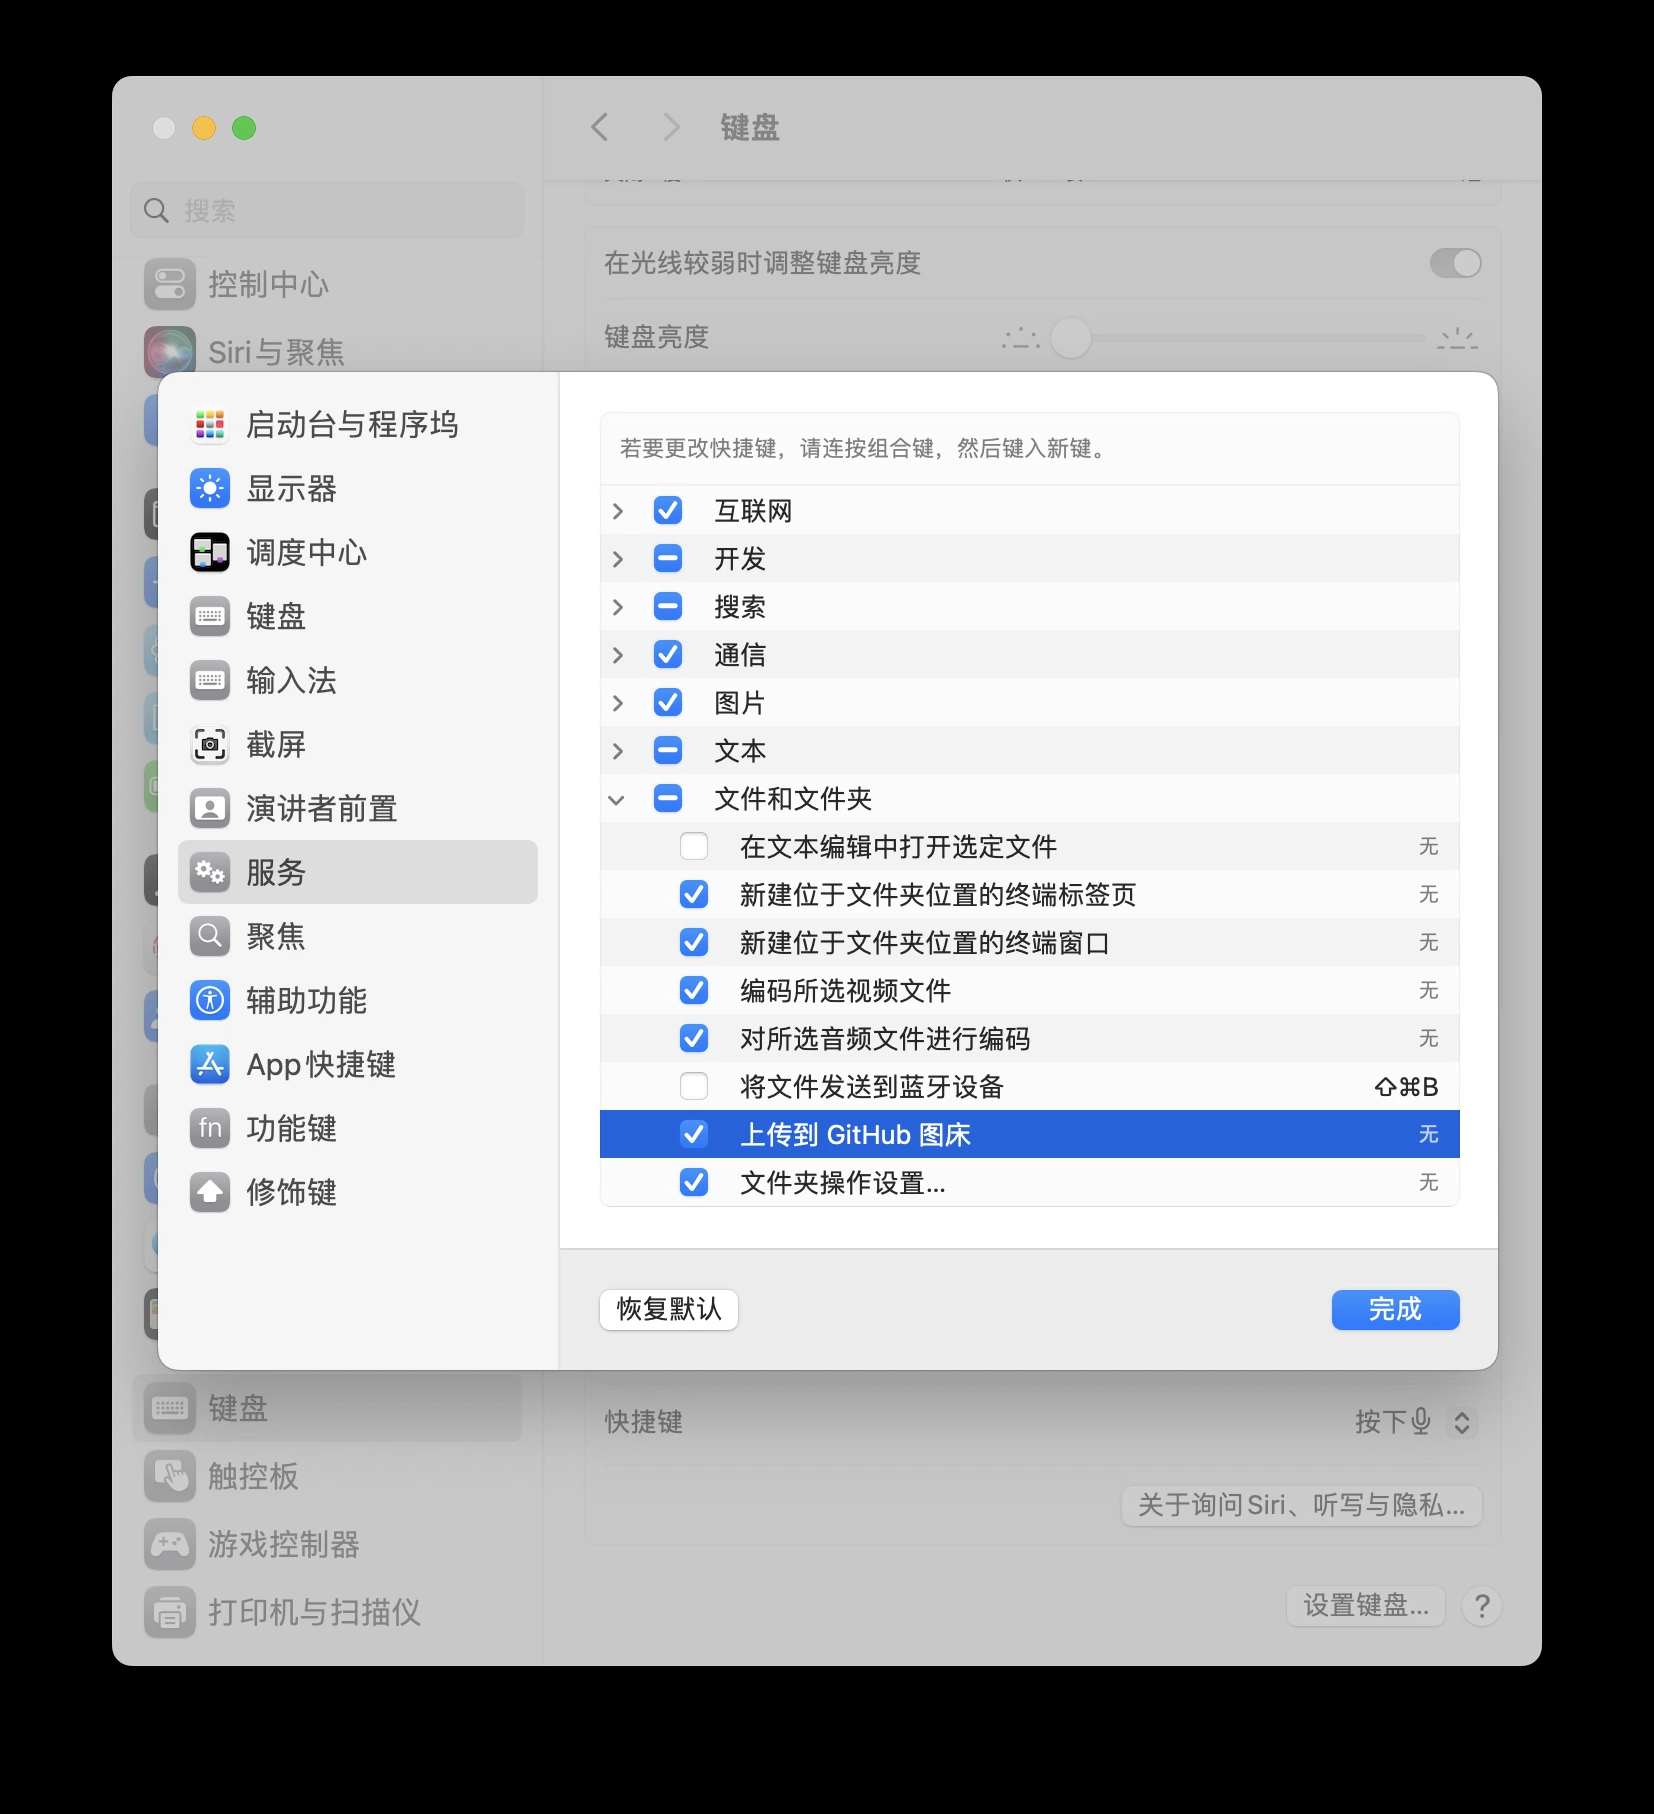 键盘
搜索
控制中心
Siri与聚焦
在光线较弱时调整键盘亮度
键盘亮度
启动台与程序坞
显示器
调度中心
键盘
输入法
截屏
演讲者前置
服务
聚焦
辅助功能
App快捷键
fn
功能键
修饰键
若要更改快捷键，请连按组合键，然后键入新键。
互联网
开发
搜索
通信
图片
文本
文件和文件夹
在文本编辑中打开选定文件 无
新建位于文件夹位置的终端标签页 无
新建位于文件夹位置的终端窗口 无
编码所选视频文件 无
对所选音频文件进行编码 无
将文件发送到蓝牙设备 ⇧⌘B
上传到 GitHub 图床 无
文件夹操作设置... 无
恢复默认
完成
键盘
触控板
游戏控制器
打印机与扫描仪
快捷键 按下
关于询问Siri、听写与隐私...
设置键盘... ?